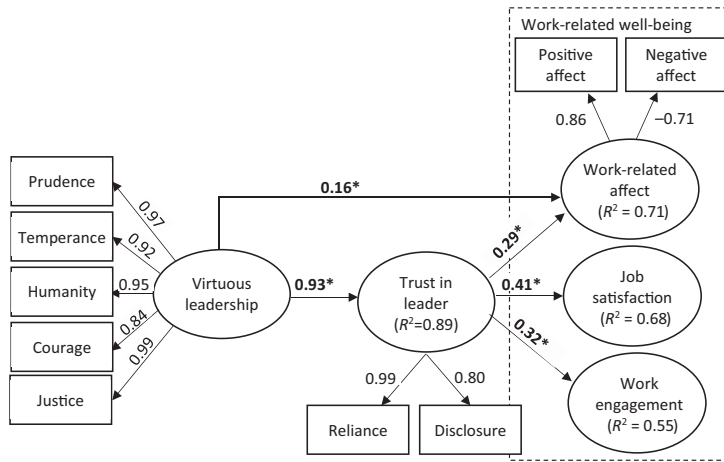 Work-related well-being
Positive
affect
Negative
affect
0.86
–0.71
Work-related
affect
(R² = 0.71)
Prudence
Temperance
Humanity
Courage
Justice
0.97
0.92
0.95
0.84
0.99
Virtuous
leadership
0.16*
0.93*
Trust in
leader
(R²=0.89)
0.29*
0.41*
0.32*
Job
satisfaction
(R² = 0.68)
Work
engagement
(R² = 0.55)
0.99
0.80
Reliance
Disclosure